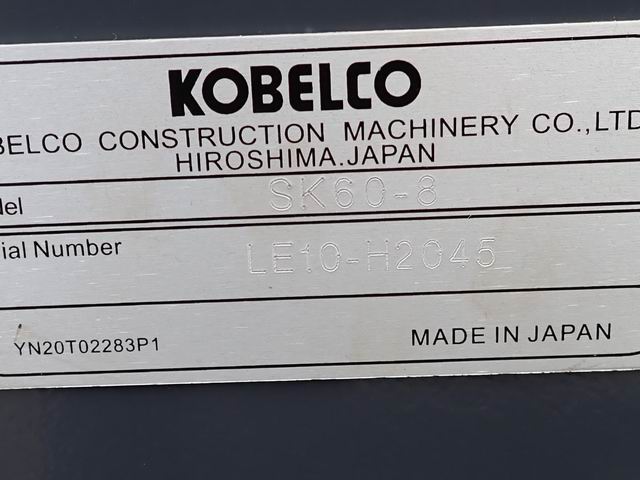 KOBELCO
BELCO CONSTRUCTION MACHINERY CO.,LTD
HIROSHIMA.JAPAN
del SK60-8
ial Number LE10-H2045
YN20T02283P1 MADE IN JAPAN